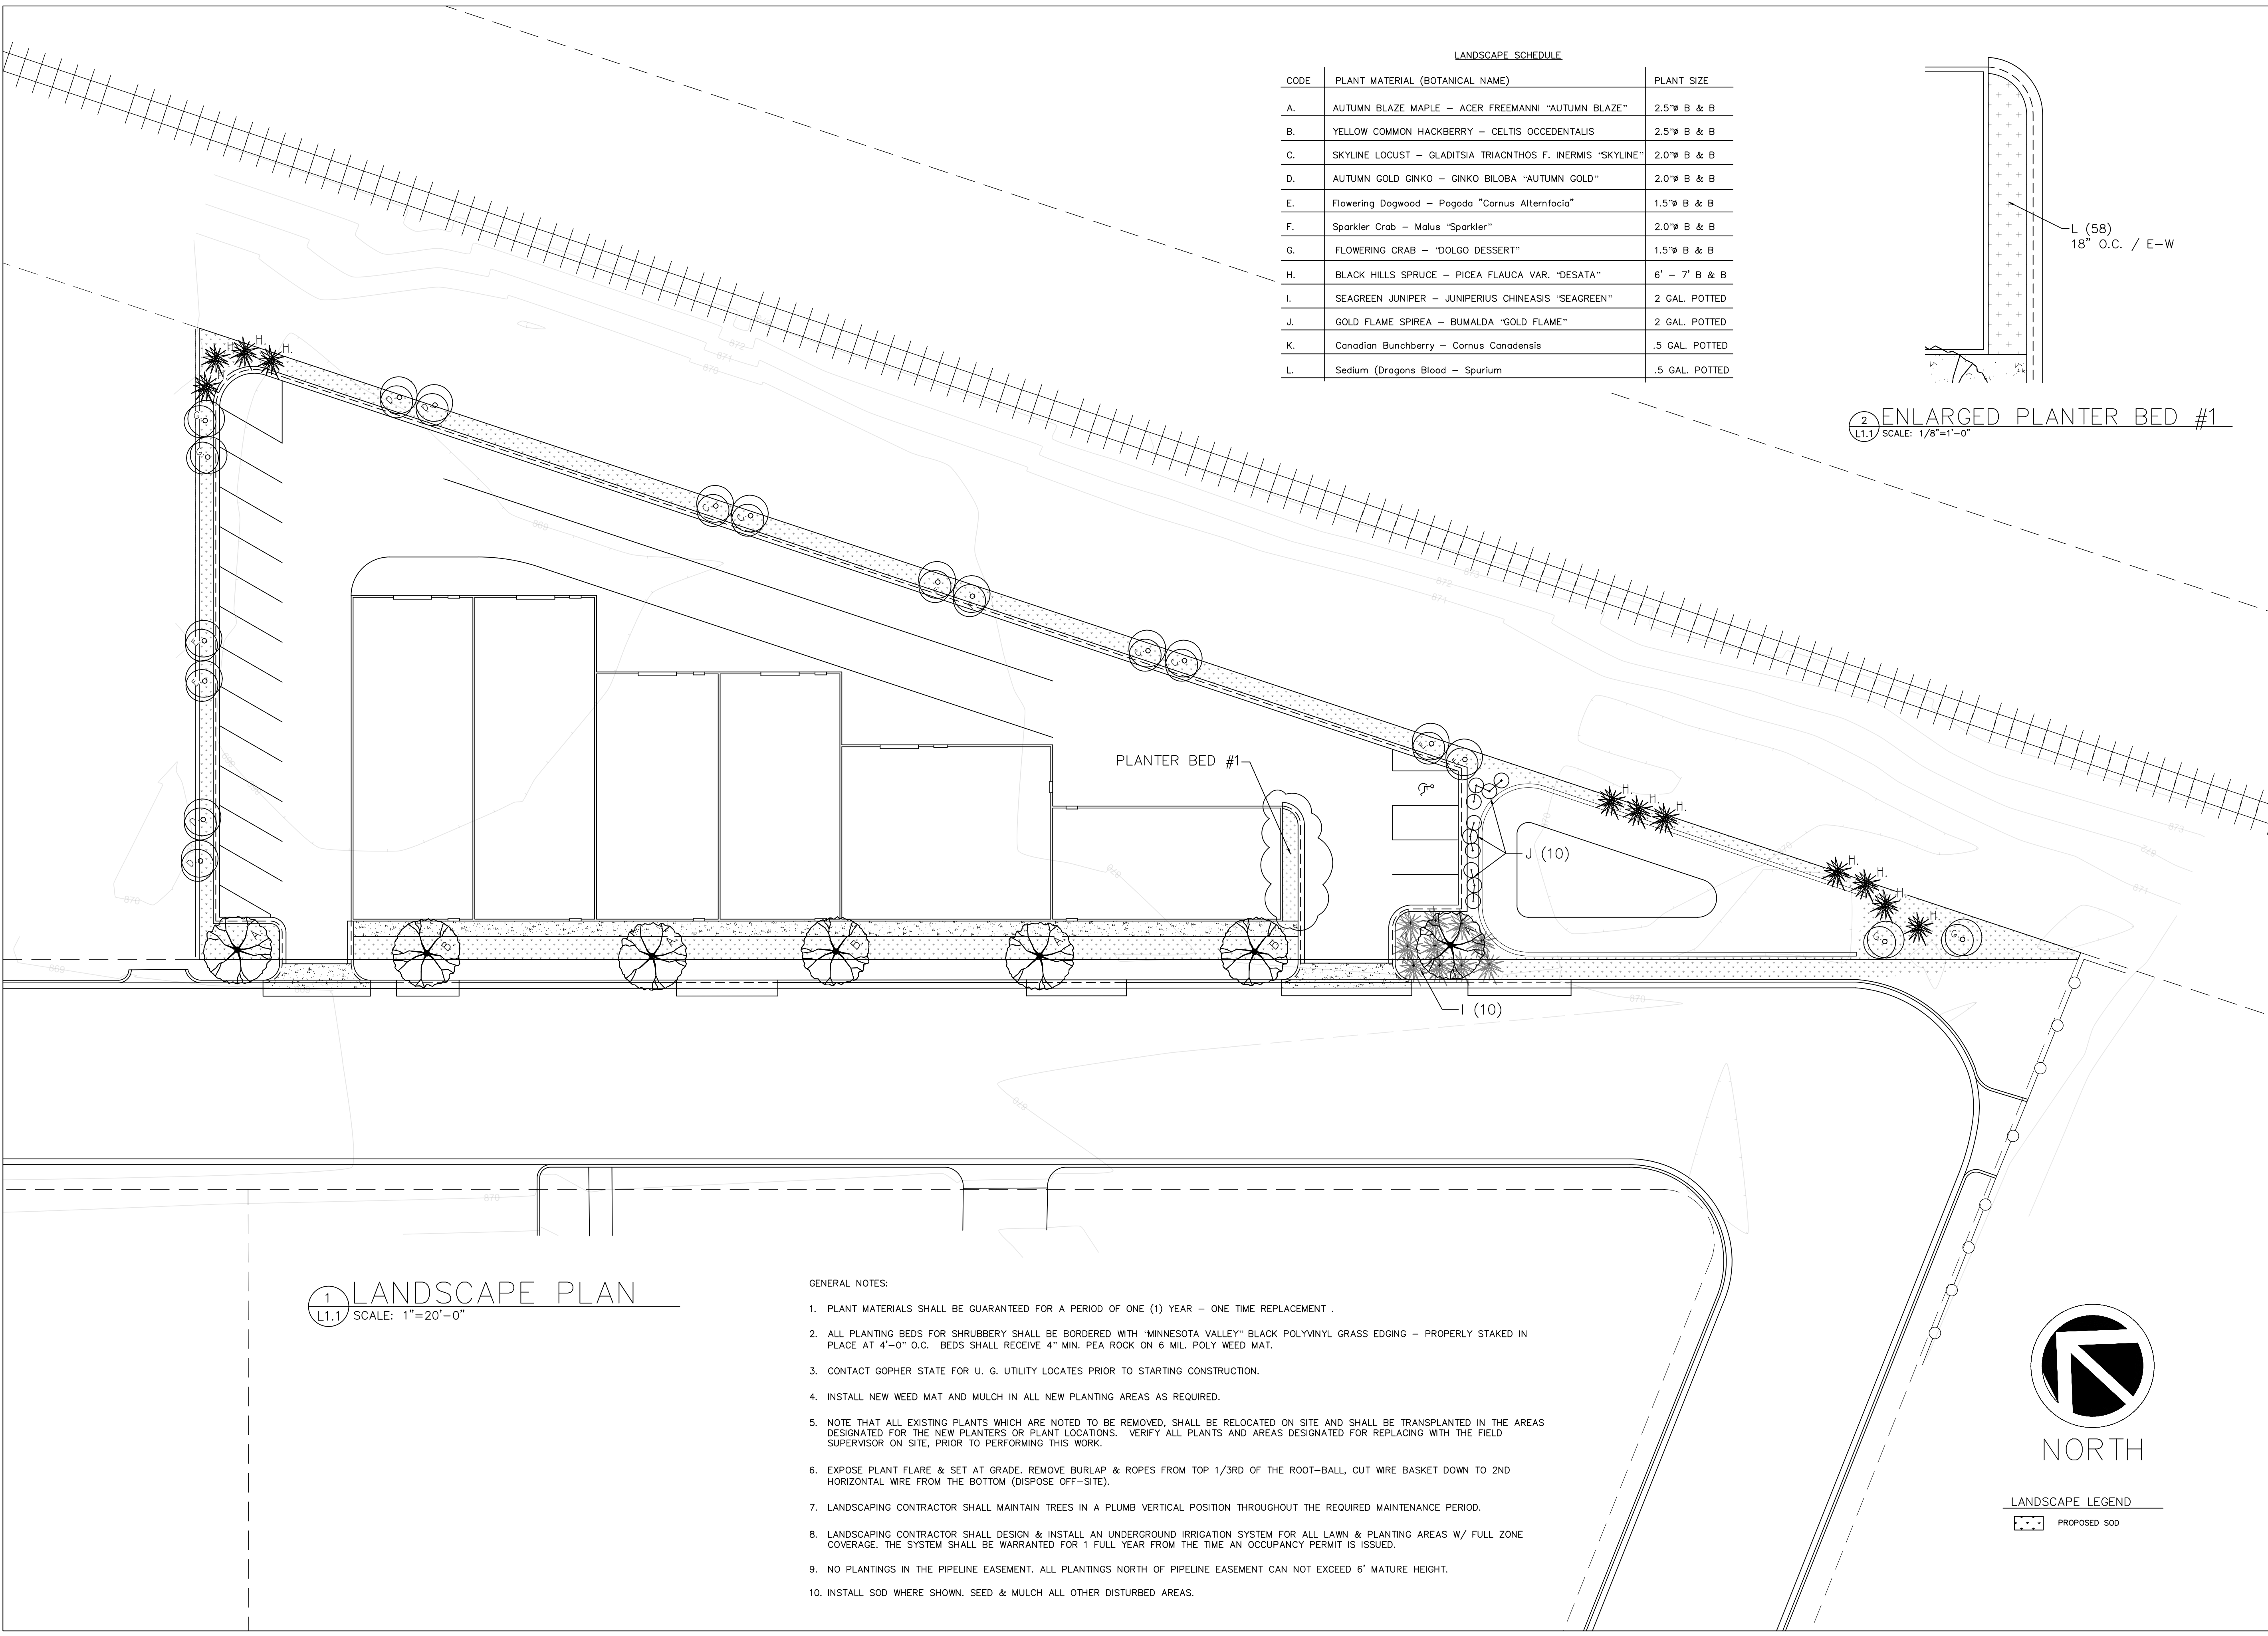 LANDSCAPE SCHEDULE
CODE PLANT MATERIAL (BOTANICAL NAME) PLANT SIZE
A. AUTUMN BLAZE MAPLE – ACER FREEMANNI “AUTUMN BLAZE” 2.5"ø B & B
B. YELLOW COMMON HACKBERRY – CELTIS OCCEDENTALIS 2.5"ø B & B
C. SKYLINE LOCUST – GLADITSIA TRIACNTHOS F. INERMIS “SKYLINE” 2.0"ø B & B
D. AUTUMN GOLD GINKO – GINKO BILOBA “AUTUMN GOLD” 2.0"ø B & B
E. Flowering Dogwood – Pogoda "Cornus Alternfocia" 1.5"ø B & B
F. Sparkler Crab – Malus “Sparkler” 2.0"ø B & B
G. FLOWERING CRAB – “DOLGO DESSERT” 1.5"ø B & B
H. BLACK HILLS SPRUCE – PICEA FLAUCA VAR. “DESATA” 6' – 7' B & B
I. SEAGREEN JUNIPER – JUNIPERIUS CHINEASIS “SEAGREEN” 2 GAL. POTTED
J. GOLD FLAME SPIREA – BUMALDA “GOLD FLAME” 2 GAL. POTTED
K. Canadian Bunchberry – Cornus Canadensis .5 GAL. POTTED
L. Sedium (Dragons Blood – Spurium .5 GAL. POTTED
L (58)
18" O.C. / E–W
2
L1.1
ENLARGED PLANTER BED #1
SCALE: 1/8"=1'–0"
H.
H.
H.
872
871
870
D.
D.
G.
G.
C.
C.
869
873
872
871
F.
F.
C.
C.
E.
PLANTER BED #1
J (10)
H.
H.
H.
870
H.
H.
H.
H.
873
872
871
D.
D.
870
870
G.
G.
A.
B
A.
B
A.
B
869
I (10)
870
870
870
1
L1.1
LANDSCAPE PLAN
SCALE: 1"=20'–0"
GENERAL NOTES:
1. PLANT MATERIALS SHALL BE GUARANTEED FOR A PERIOD OF ONE (1) YEAR – ONE TIME REPLACEMENT .
2. ALL PLANTING BEDS FOR SHRUBBERY SHALL BE BORDERED WITH “MINNESOTA VALLEY” BLACK POLYVINYL GRASS EDGING – PROPERLY STAKED IN
PLACE AT 4'–0" O.C. BEDS SHALL RECEIVE 4" MIN. PEA ROCK ON 6 MIL. POLY WEED MAT.
3. CONTACT GOPHER STATE FOR U. G. UTILITY LOCATES PRIOR TO STARTING CONSTRUCTION.
4. INSTALL NEW WEED MAT AND MULCH IN ALL NEW PLANTING AREAS AS REQUIRED.
5. NOTE THAT ALL EXISTING PLANTS WHICH ARE NOTED TO BE REMOVED, SHALL BE RELOCATED ON SITE AND SHALL BE TRANSPLANTED IN THE AREAS
DESIGNATED FOR THE NEW PLANTERS OR PLANT LOCATIONS. VERIFY ALL PLANTS AND AREAS DESIGNATED FOR REPLACING WITH THE FIELD
SUPERVISOR ON SITE, PRIOR TO PERFORMING THIS WORK.
6. EXPOSE PLANT FLARE & SET AT GRADE. REMOVE BURLAP & ROPES FROM TOP 1/3RD OF THE ROOT–BALL, CUT WIRE BASKET DOWN TO 2ND
HORIZONTAL WIRE FROM THE BOTTOM (DISPOSE OFF–SITE).
7. LANDSCAPING CONTRACTOR SHALL MAINTAIN TREES IN A PLUMB VERTICAL POSITION THROUGHOUT THE REQUIRED MAINTENANCE PERIOD.
8. LANDSCAPING CONTRACTOR SHALL DESIGN & INSTALL AN UNDERGROUND IRRIGATION SYSTEM FOR ALL LAWN & PLANTING AREAS W/ FULL ZONE
COVERAGE. THE SYSTEM SHALL BE WARRANTED FOR 1 FULL YEAR FROM THE TIME AN OCCUPANCY PERMIT IS ISSUED.
9. NO PLANTINGS IN THE PIPELINE EASEMENT. ALL PLANTINGS NORTH OF PIPELINE EASEMENT CAN NOT EXCEED 6' MATURE HEIGHT.
10. INSTALL SOD WHERE SHOWN. SEED & MULCH ALL OTHER DISTURBED AREAS.
NORTH
LANDSCAPE LEGEND
PROPOSED SOD